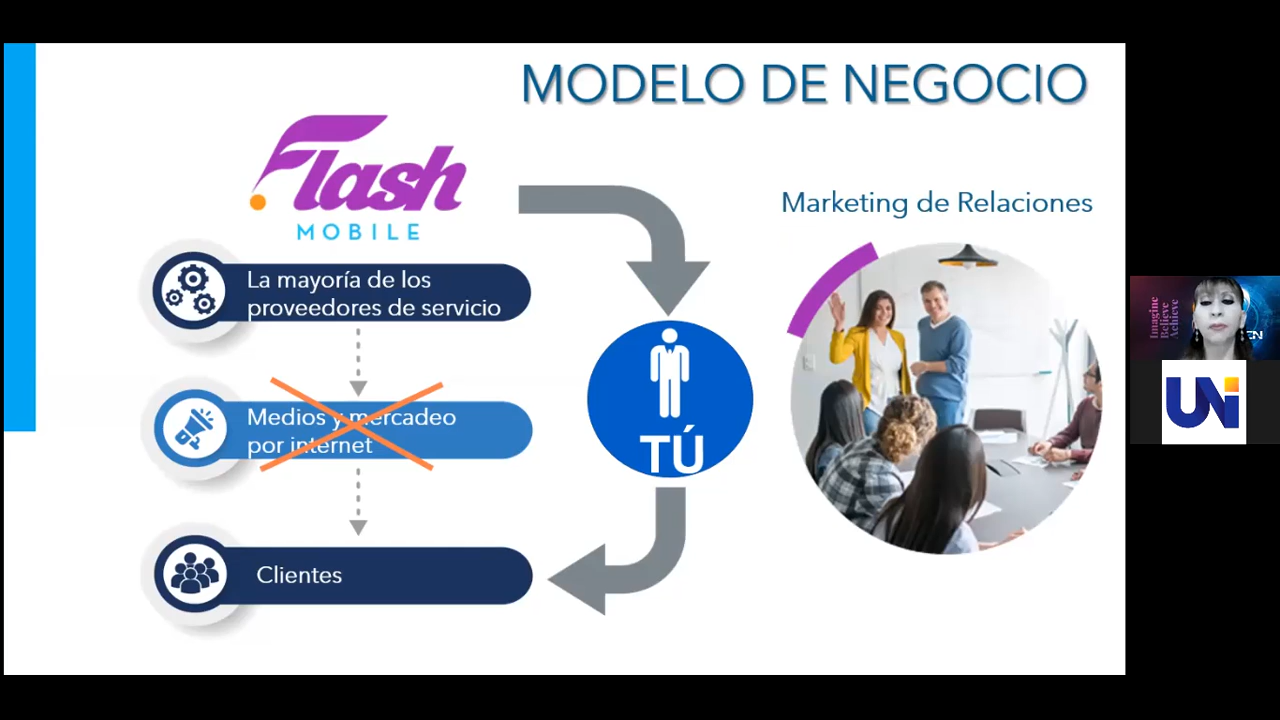 MODELO DE NEGOCIO
Flash
MOBILE
Marketing de Relaciones
La mayoría de los
proveedores de servicio
Medios y mercadeo
por internet
TÚ
Clientes
Imagine
Believe
Achieve
CN
UNi